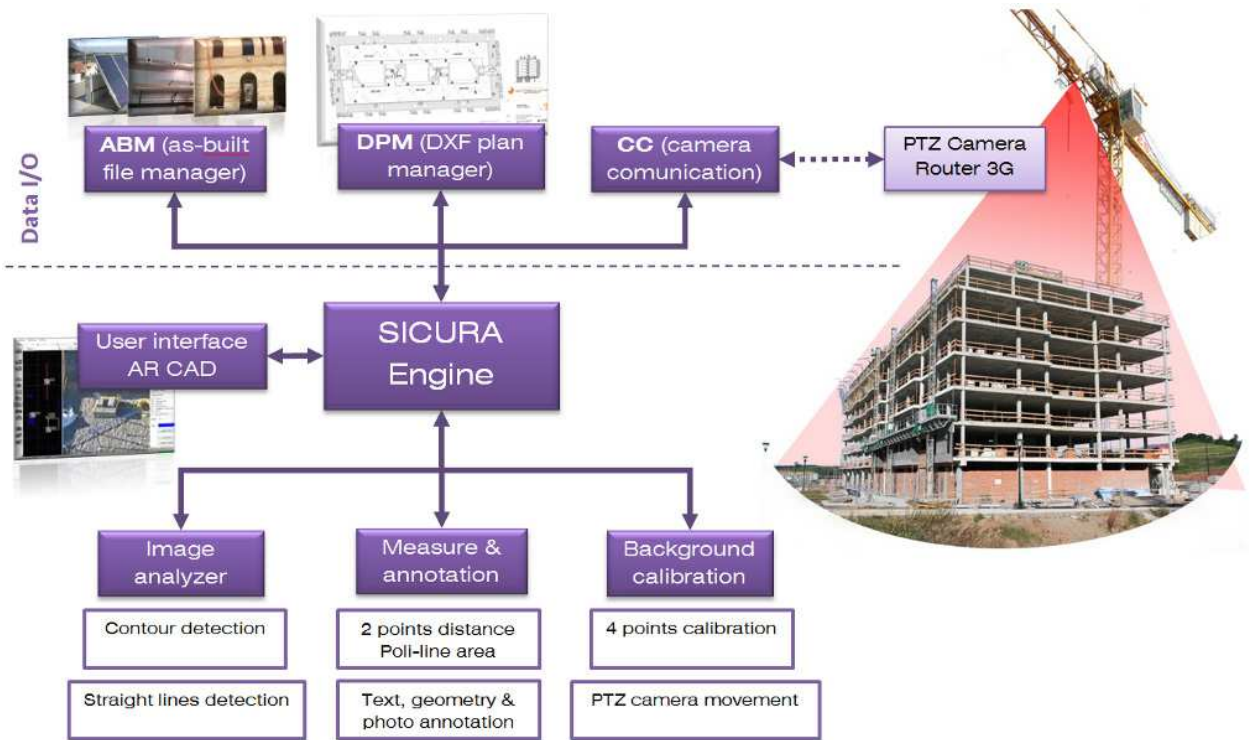 Data I/O
ABM (as-built
file manager)
DPM (DXF plan
manager)
CC (camera
comunication)
PTZ Camera
Router 3G
User interface
AR CAD
SICURA
Engine
Image
analyzer
Measure &
annotation
Background
calibration
Contour detection
2 points distance
Poli-line area
4 points calibration
Straight lines detection
Text, geometry &
photo annotation
PTZ camera movement